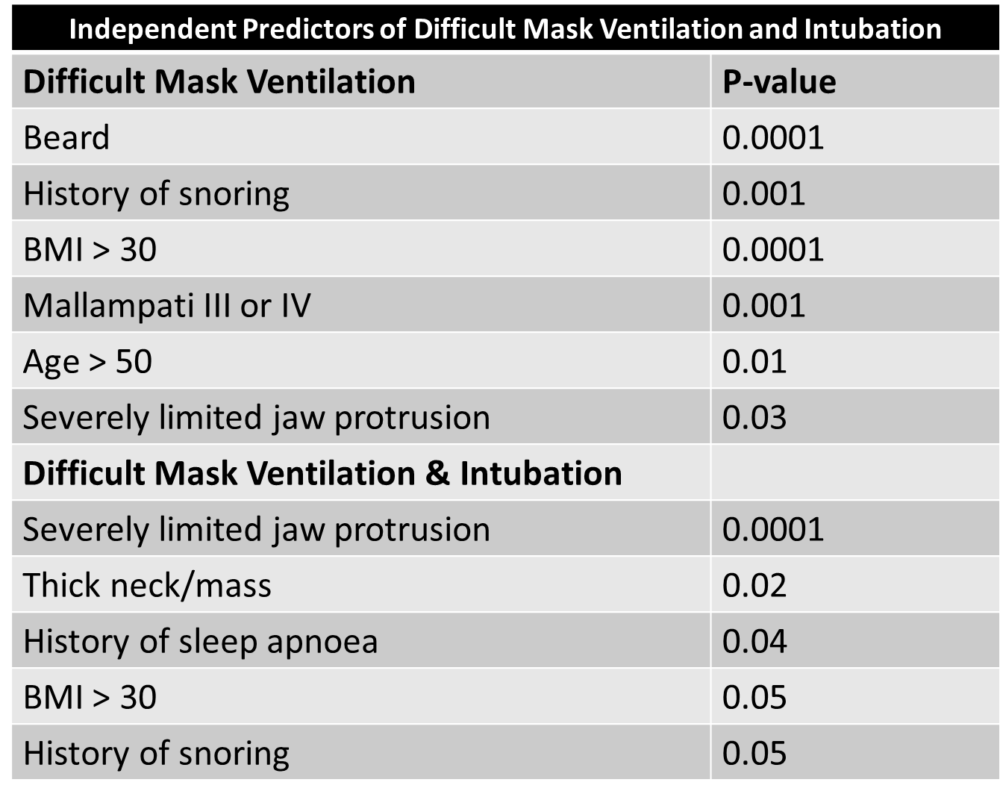 Independent Predictors of Difficult Mask Ventilation and Intubation
Difficult Mask Ventilation P-value
Beard 0.0001
History of snoring 0.001
BMI > 30 0.0001
Mallampati III or IV 0.001
Age > 50 0.01
Severely limited jaw protrusion 0.03
Difficult Mask Ventilation & Intubation
Severely limited jaw protrusion 0.0001
Thick neck/mass 0.02
History of sleep apnoea 0.04
BMI > 30 0.05
History of snoring 0.05